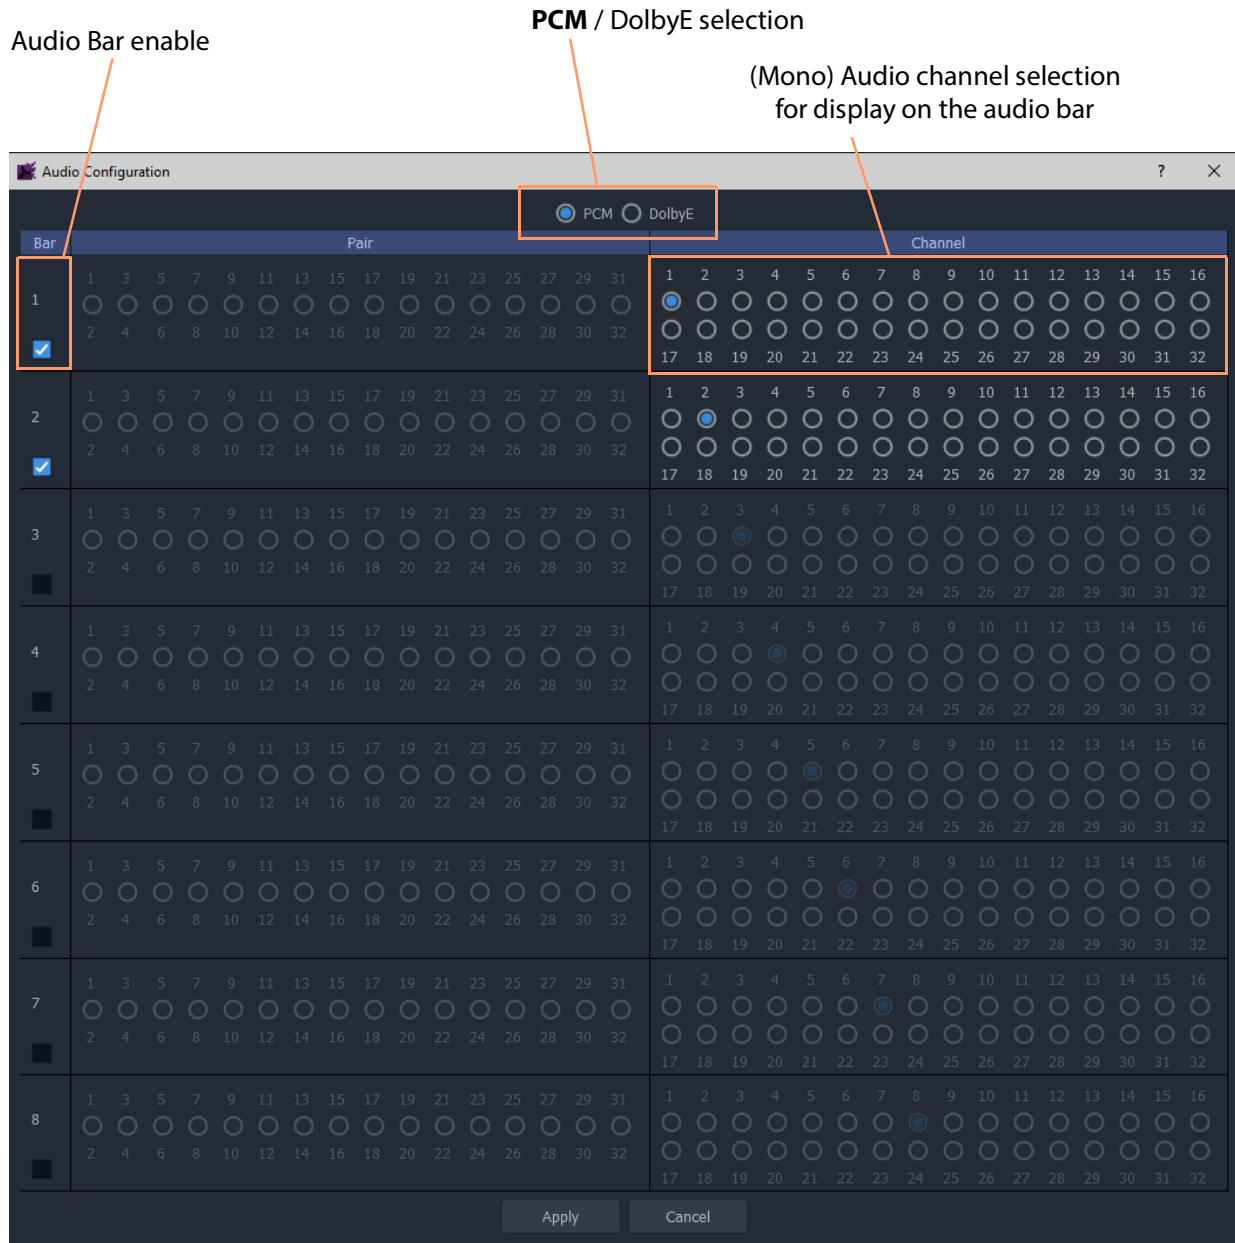 PCM / DolbyE selection
Audio Bar enable
(Mono) Audio channel selection
for display on the audio bar
Audio Configuration ? ×
PCM DolbyE
Bar Pair Channel
1 3 5 7 9 11 13 15 17 19 21 23 25 27 29 31 1 2 3 4 5 6 7 8 9 10 11 12 13 14 15 16
1
2 4 6 8 10 12 14 16 18 20 22 24 26 28 30 32
17 18 19 20 21 22 23 24 25 26 27 28 29 30 31 32
1 3 5 7 9 11 13 15 17 19 21 23 25 27 29 31 1 2 3 4 5 6 7 8 9 10 11 12 13 14 15 16
2
2 4 6 8 10 12 14 16 18 20 22 24 26 28 30 32
17 18 19 20 21 22 23 24 25 26 27 28 29 30 31 32
1 3 5 7 9 11 13 15 17 19 21 23 25 27 29 31 1 2 3 4 5 6 7 8 9 10 11 12 13 14 15 16
3
2 4 6 8 10 12 14 16 18 20 22 24 26 28 30 32
17 18 19 20 21 22 23 24 25 26 27 28 29 30 31 32
1 3 5 7 9 11 13 15 17 19 21 23 25 27 29 31 1 2 3 4 5 6 7 8 9 10 11 12 13 14 15 16
4
2 4 6 8 10 12 14 16 18 20 22 24 26 28 30 32
17 18 19 20 21 22 23 24 25 26 27 28 29 30 31 32
1 3 5 7 9 11 13 15 17 19 21 23 25 27 29 31 1 2 3 4 5 6 7 8 9 10 11 12 13 14 15 16
5
2 4 6 8 10 12 14 16 18 20 22 24 26 28 30 32
17 18 19 20 21 22 23 24 25 26 27 28 29 30 31 32
1 3 5 7 9 11 13 15 17 19 21 23 25 27 29 31 1 2 3 4 5 6 7 8 9 10 11 12 13 14 15 16
6
2 4 6 8 10 12 14 16 18 20 22 24 26 28 30 32
17 18 19 20 21 22 23 24 25 26 27 28 29 30 31 32
1 3 5 7 9 11 13 15 17 19 21 23 25 27 29 31 1 2 3 4 5 6 7 8 9 10 11 12 13 14 15 16
7
2 4 6 8 10 12 14 16 18 20 22 24 26 28 30 32
17 18 19 20 21 22 23 24 25 26 27 28 29 30 31 32
1 3 5 7 9 11 13 15 17 19 21 23 25 27 29 31 1 2 3 4 5 6 7 8 9 10 11 12 13 14 15 16
8
2 4 6 8 10 12 14 16 18 20 22 24 26 28 30 32
17 18 19 20 21 22 23 24 25 26 27 28 29 30 31 32
Apply Cancel